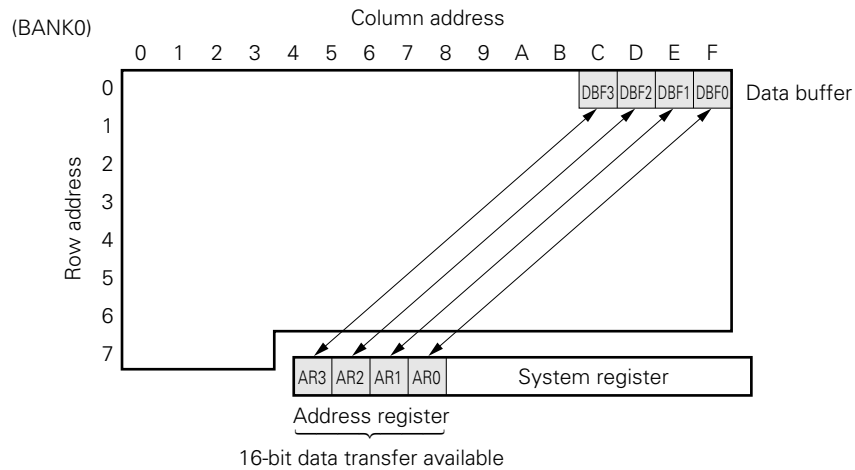 Column address
(BANK0)
0 1 2 3 4 5 6 7 8 9 A B C D E F
0 DBF3 DBF2 DBF1 DBF0 Data buffer
1
2
3
4
5
6
7
Row address
AR3 AR2 AR1 AR0 System register
Address register
16-bit data transfer available